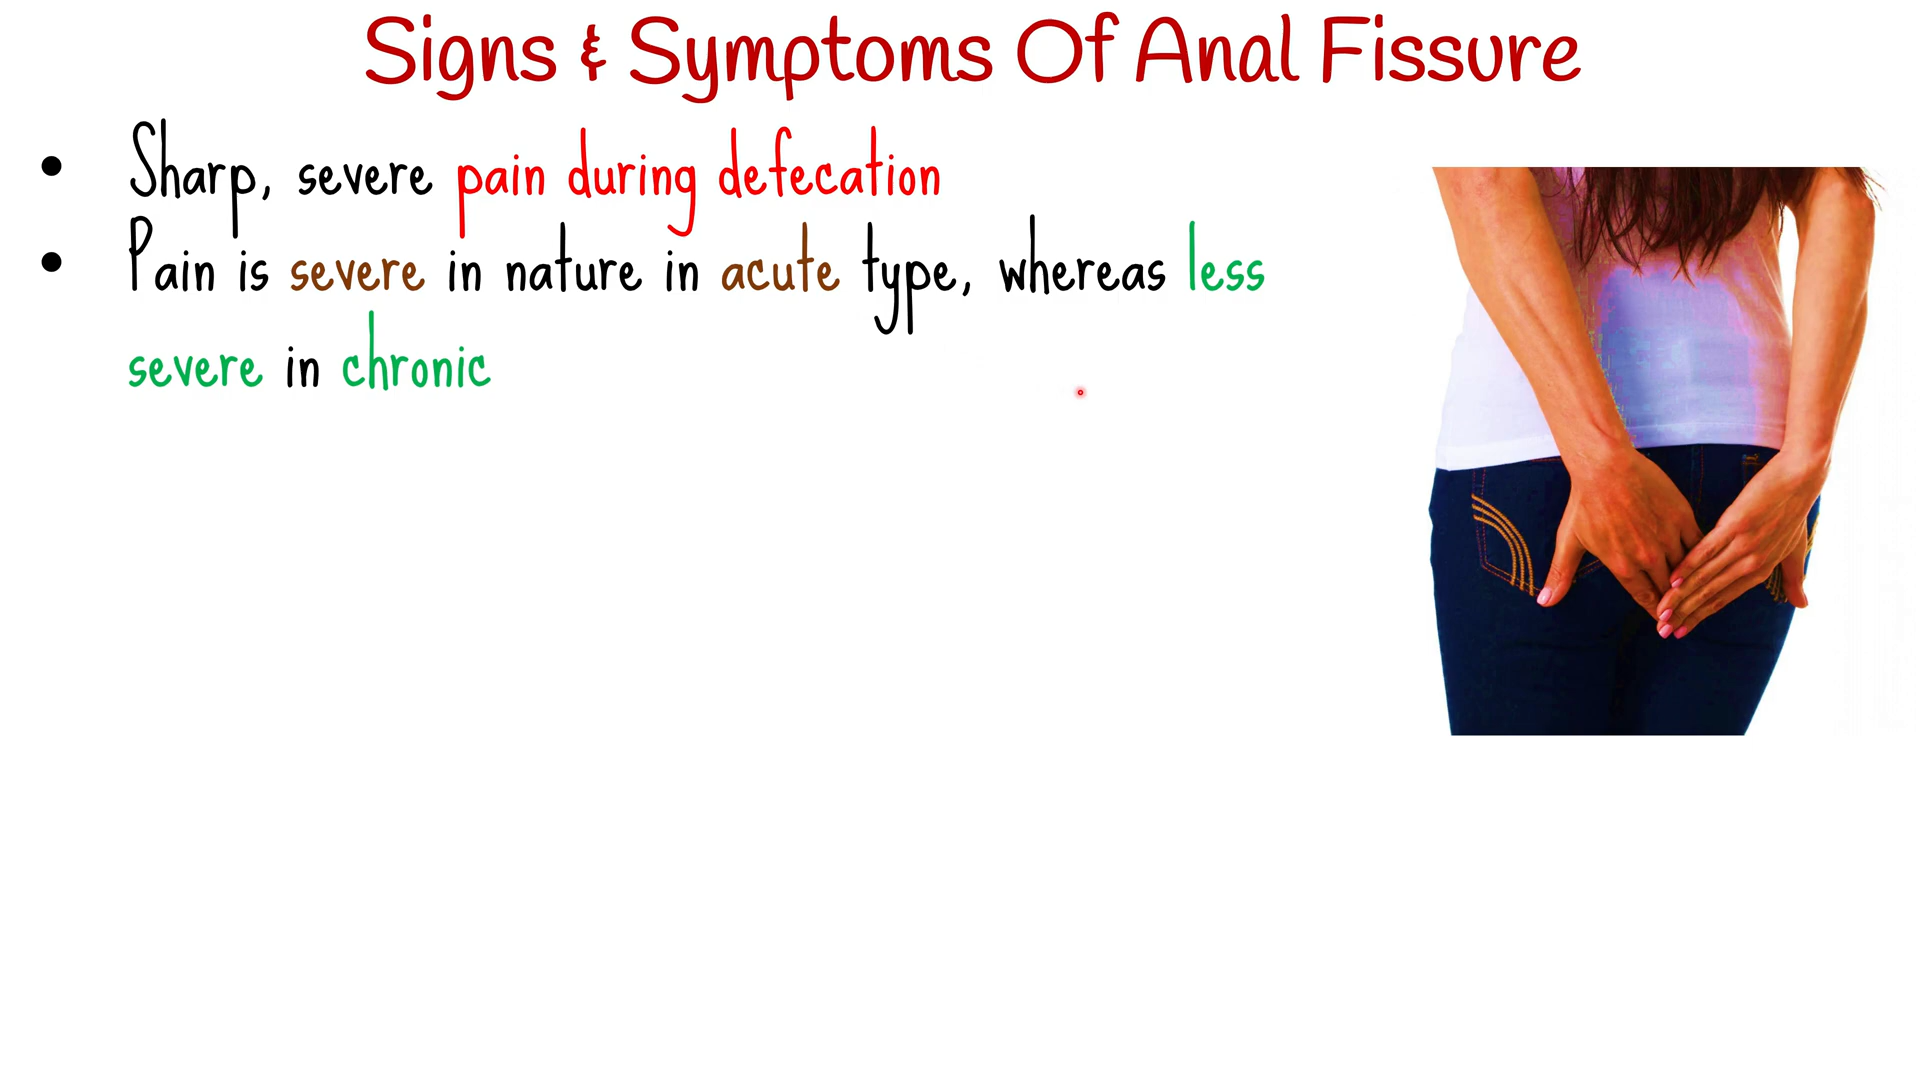 Signs & Symptoms Of Anal Fissure
• Sharp, severe pain during defecation
• Pain is severe in nature in acute type, whereas less
severe in chronic